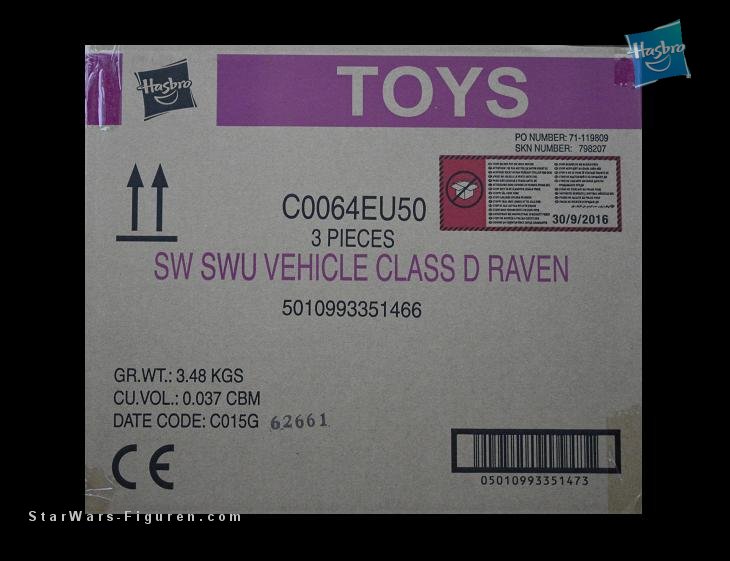 Hasbro
Hasbro
TOYS
PO NUMBER: 71-119809
SKN NUMBER: 798207
C0064EU50
30/9/2016
3 PIECES
SW SWU VEHICLE CLASS D RAVEN
5010993351466
GR.WT.: 3.48 KGS
CU.VOL.: 0.037 CBM
DATE CODE: C015G 62661
CE
05010993351473
StarWars-Figuren.com